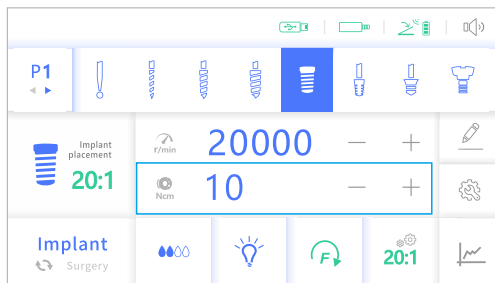 P1
Implant
placement
20:1
r/min
20000
Ncm
10
Implant
Surgery
F
20:1